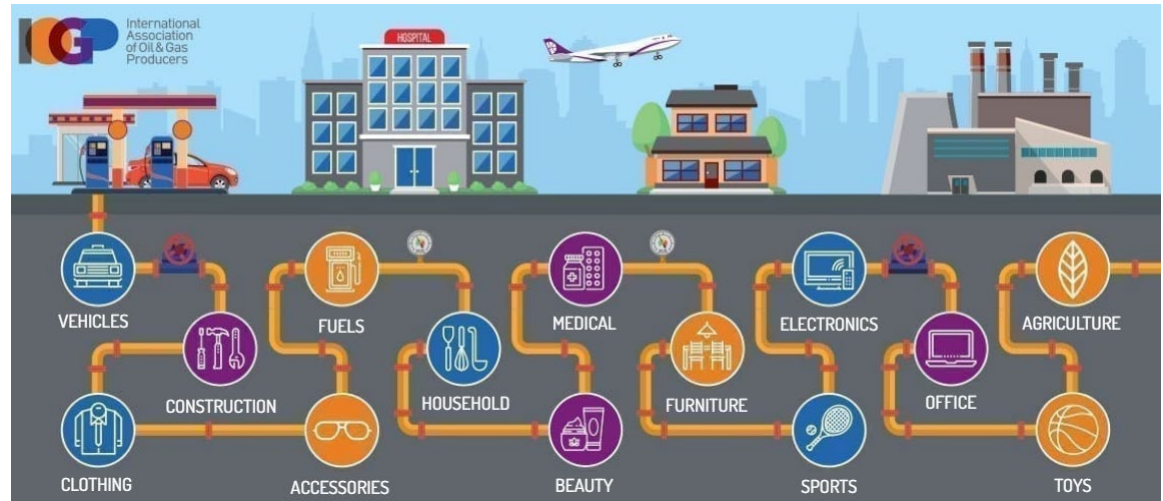 IOGP
International
Association
of Oil & Gas
Producers
HOSPITAL
VEHICLES
FUELS
MEDICAL
ELECTRONICS
AGRICULTURE
CONSTRUCTION
HOUSEHOLD
FURNITURE
OFFICE
CLOTHING
ACCESSORIES
BEAUTY
SPORTS
TOYS